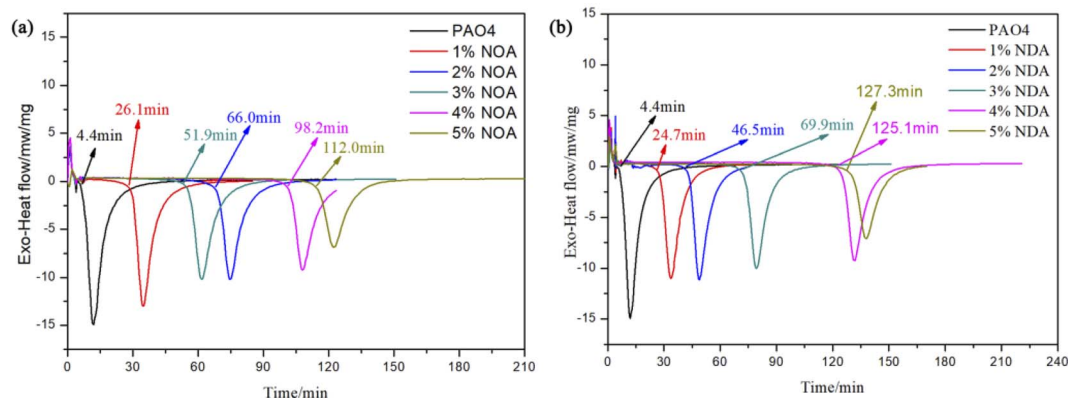 (a)
PAO4
1% NOA
2% NOA
3% NOA
4% NOA
5% NOA
4.4min
26.1min
51.9min
66.0min
98.2min
112.0min
Exo-Heat flow/mw/mg
15
10
5
0
-5
-10
-15
0
30
60
90
120
150
180
210
Time/min
(b)
PAO4
1% NDA
2% NDA
3% NDA
4% NDA
5% NDA
4.4min
24.7min
46.5min
69.9min
127.3min
125.1min
Exo-Heat flow/mw/mg
15
10
5
0
-5
-10
-15
0
30
60
90
120
150
180
210
240
Time/min